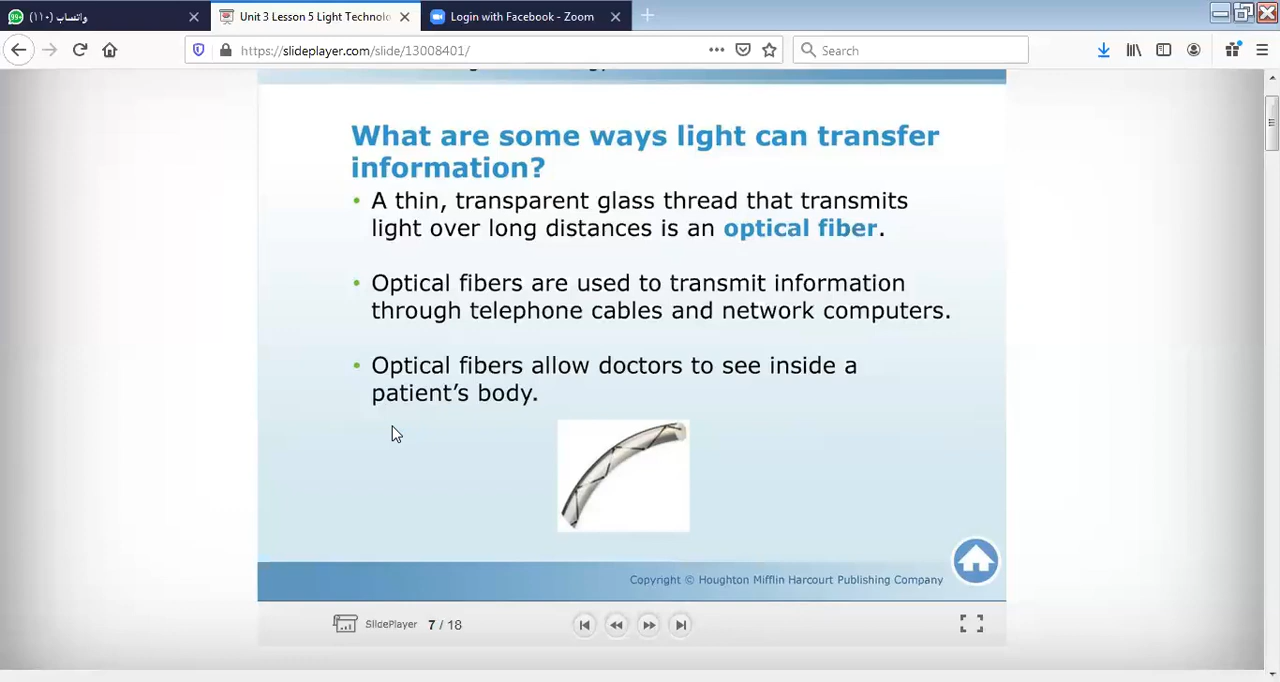 واتساب (١١٠)
Unit 3 Lesson 5 Light Technolo
Login with Facebook - Zoom
https://slideplayer.com/slide/13008401/
Search
What are some ways light can transfer
information?
• A thin, transparent glass thread that transmits
light over long distances is an optical fiber.
• Optical fibers are used to transmit information
through telephone cables and network computers.
• Optical fibers allow doctors to see inside a
patient’s body.
Copyright © Houghton Mifflin Harcourt Publishing Company
SlidePlayer 7 / 18